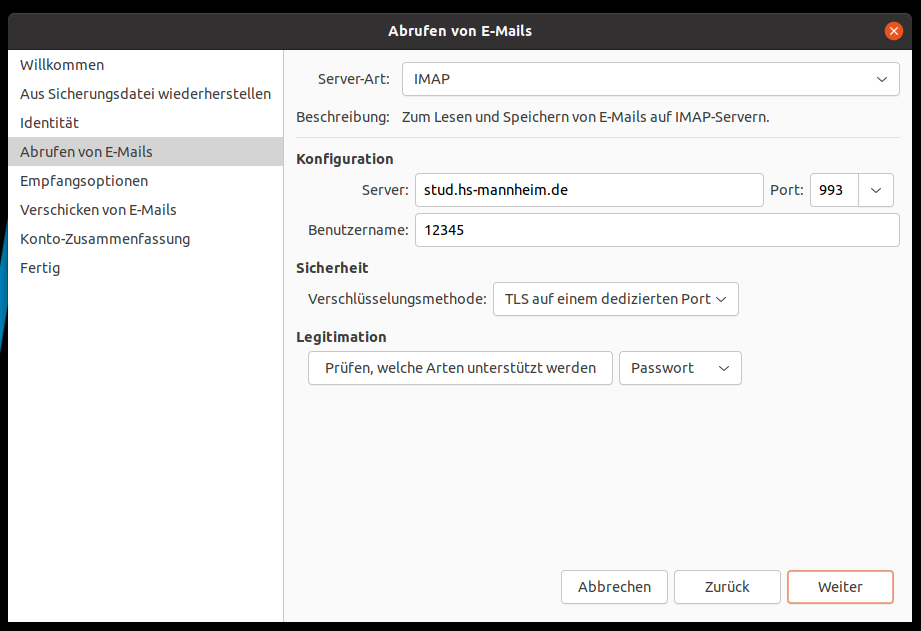 Abrufen von E-Mails
Willkommen
Aus Sicherungsdatei wiederherstellen
Identität
Abrufen von E-Mails
Empfangsoptionen
Verschicken von E-Mails
Konto-Zusammenfassung
Fertig
Server-Art: IMAP
Beschreibung: Zum Lesen und Speichern von E-Mails auf IMAP-Servern.
Konfiguration
Server: stud.hs-mannheim.de Port: 993
Benutzername: 12345
Sicherheit
Verschlüsselungsmethode: TLS auf einem dedizierten Port
Legitimation
Prüfen, welche Arten unterstützt werden Passwort
Abbrechen Zurück Weiter